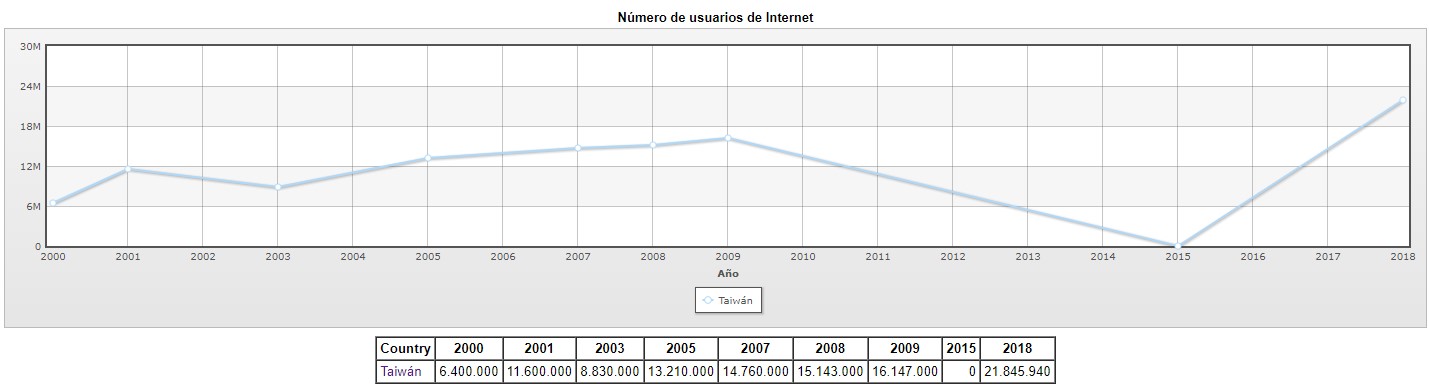 Número de usuarios de Internet
30M
24M
18M
12M
6M
0
2000 2001 2002 2003 2004 2005 2006 2007 2008 2009 2010 2011 2012 2013 2014 2015 2016 2017 2018
Año
Taiwán
Country 2000 2001 2003 2005 2007 2008 2009 2015 2018
Taiwán 6.400.000 11.600.000 8.830.000 13.210.000 14.760.000 15.143.000 16.147.000 0 21.845.940